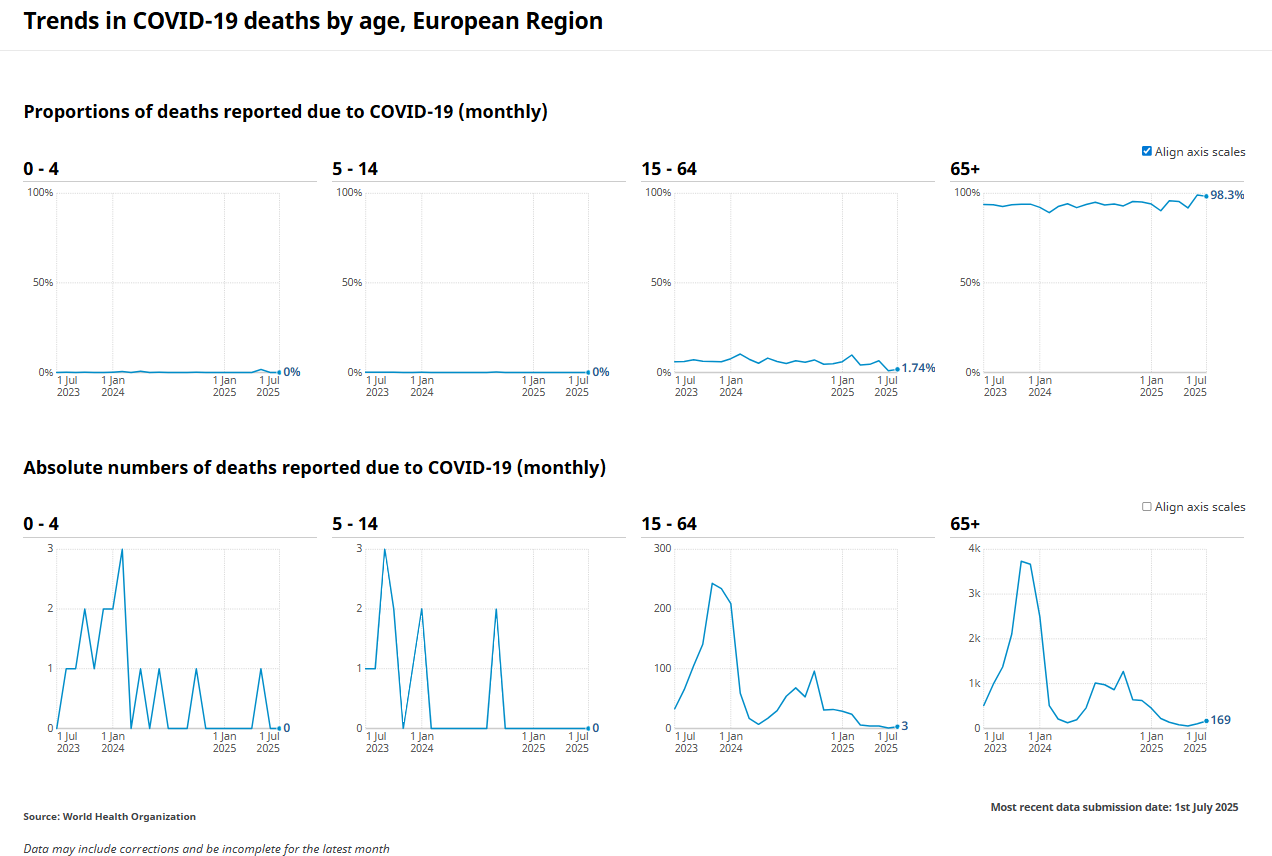 Trends in COVID-19 deaths by age, European Region
Proportions of deaths reported due to COVID-19 (monthly)
Align axis scales
0 - 4
100%
50%
0%
0%
1 Jul 2023
1 Jan 2024
1 Jan 2025
1 Jul 2025
5 - 14
100%
50%
0%
0%
1 Jul 2023
1 Jan 2024
1 Jan 2025
1 Jul 2025
15 - 64
100%
50%
0%
1.74%
1 Jul 2023
1 Jan 2024
1 Jan 2025
1 Jul 2025
65+
100%
50%
0%
98.3%
1 Jul 2023
1 Jan 2024
1 Jan 2025
1 Jul 2025
Absolute numbers of deaths reported due to COVID-19 (monthly)
Align axis scales
0 - 4
3
2
1
0
0
1 Jul 2023
1 Jan 2024
1 Jan 2025
1 Jul 2025
5 - 14
3
2
1
0
0
1 Jul 2023
1 Jan 2024
1 Jan 2025
1 Jul 2025
15 - 64
300
200
100
0
3
1 Jul 2023
1 Jan 2024
1 Jan 2025
1 Jul 2025
65+
4k
3k
2k
1k
0
169
1 Jul 2023
1 Jan 2024
1 Jan 2025
1 Jul 2025
Most recent data submission date: 1st July 2025
Source: World Health Organization
Data may include corrections and be incomplete for the latest month